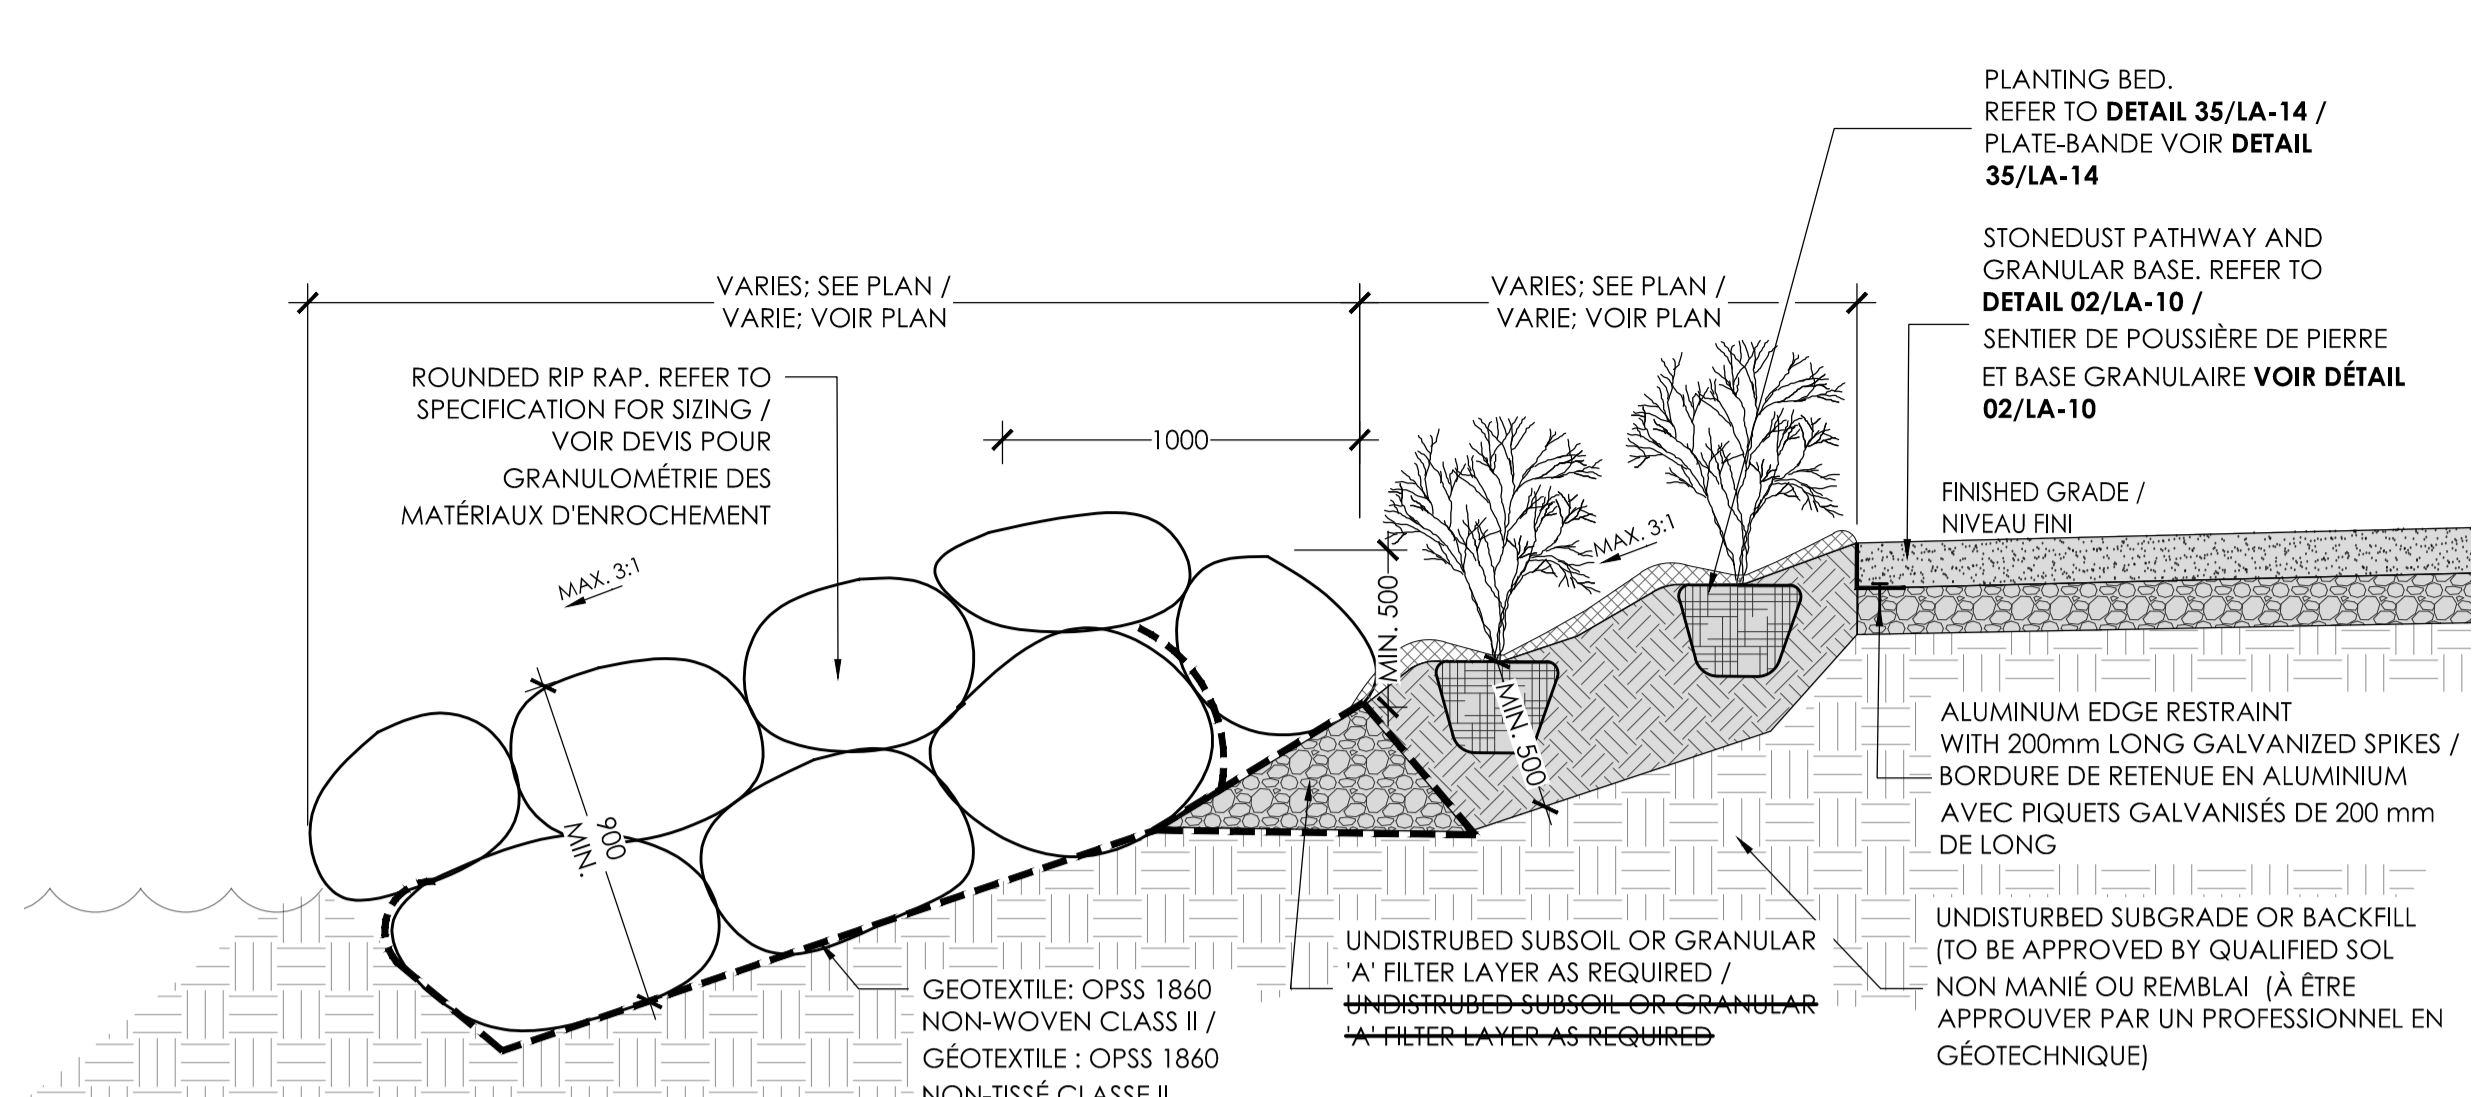 PLANTING BED.
REFER TO DETAIL 35/LA-14 /
PLATE-BANDE VOIR DETAIL
35/LA-14
STONEDUST PATHWAY AND
GRANULAR BASE. REFER TO
DETAIL 02/LA-10 /
SENTIER DE POUSSIÈRE DE PIERRE
ET BASE GRANULAIRE VOIR DÉTAIL
02/LA-10
VARIES; SEE PLAN /
VARIE; VOIR PLAN
VARIES; SEE PLAN /
VARIE; VOIR PLAN
ROUNDED RIP RAP. REFER TO
SPECIFICATION FOR SIZING /
VOIR DEVIS POUR
GRANULOMÉTRIE DES
MATÉRIAUX D'ENROCHEMENT
1000
FINISHED GRADE /
NIVEAU FINI
MAX. 3:1
MAX. 3:1
MIN. 500
MIN. 500
900
MIN.
ALUMINUM EDGE RESTRAINT
WITH 200mm LONG GALVANIZED SPIKES /
BORDURE DE RETENUE EN ALUMINIUM
AVEC PIQUETS GALVANISÉS DE 200 mm
DE LONG
UNDISTURBED SUBGRADE OR BACKFILL
(TO BE APPROVED BY QUALIFIED SOL
NON MANIÉ OU REMBLAI (À ÊTRE
APPROUVER PAR UN PROFESSIONNEL EN
GÉOTECHNIQUE)
UNDISTRUBED SUBSOIL OR GRANULAR
'A' FILTER LAYER AS REQUIRED /
UNDISTRUBED SUBSOIL OR GRANULAR
'A' FILTER LAYER AS REQUIRED
GEOTEXTILE: OPSS 1860
NON-WOVEN CLASS II /
GÉOTEXTILE : OPSS 1860
NON-TISSÉ CLASSE II